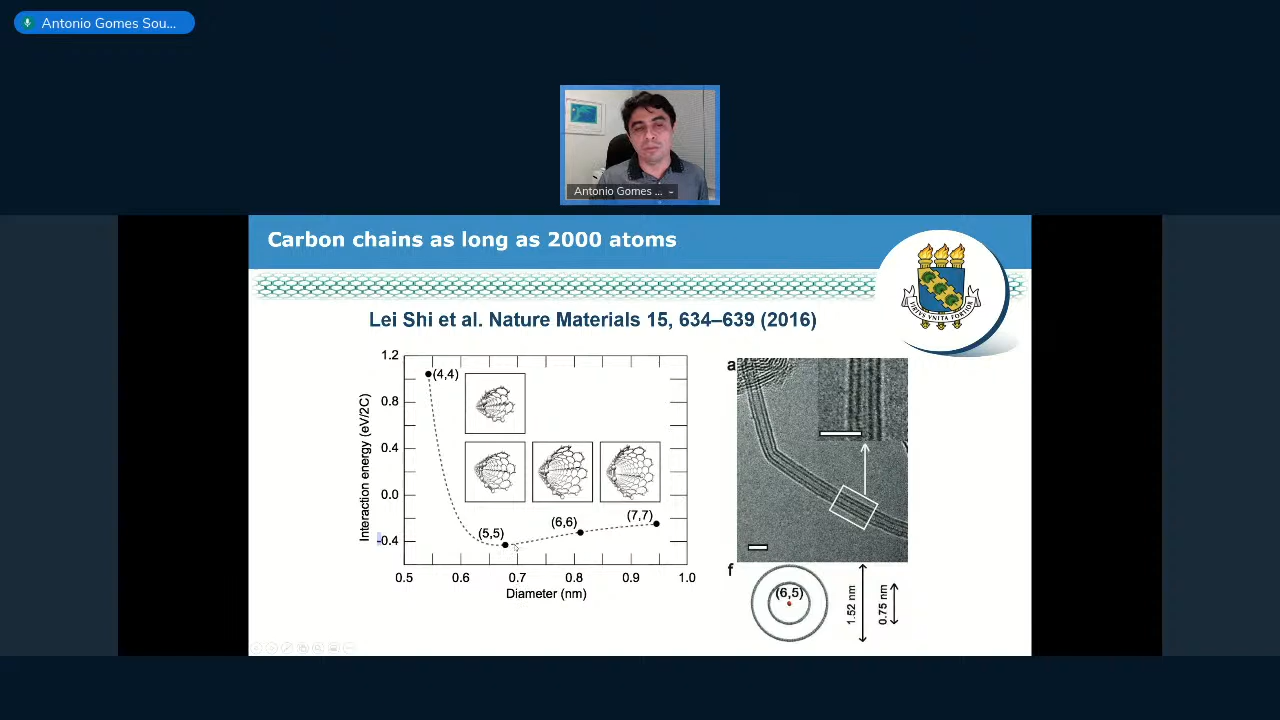 Antonio Gomes Sou...
Antonio Gomes ...
Carbon chains as long as 2000 atoms
VIRTVS VNITA FORTIOR
Lei Shi et al. Nature Materials 15, 634–639 (2016)
Interaction energy (eV/2C)
1.2
0.8
0.4
0.0
-0.4
(4,4)
(5,5)
(6,6)
(7,7)
0.5 0.6 0.7 0.8 0.9 1.0
Diameter (nm)
a
f
(6,5)
1.52 nm
0.75 nm